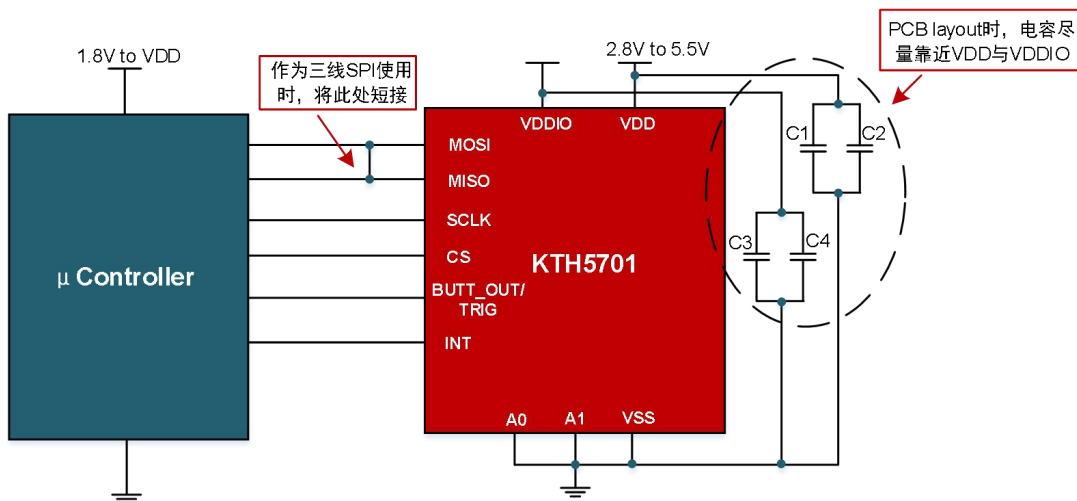 1.8V to VDD
作为三线SPI使用
时，将此处短接
2.8V to 5.5V
PCB layout时，电容尽
量靠近VDD与VDDIO
VDDIO
VDD
MOSI
MISO
SCLK
CS
BUTT_OUT/
TRIG
INT
μ Controller
KTH5701
C1
C2
C3
C4
A0
A1
VSS